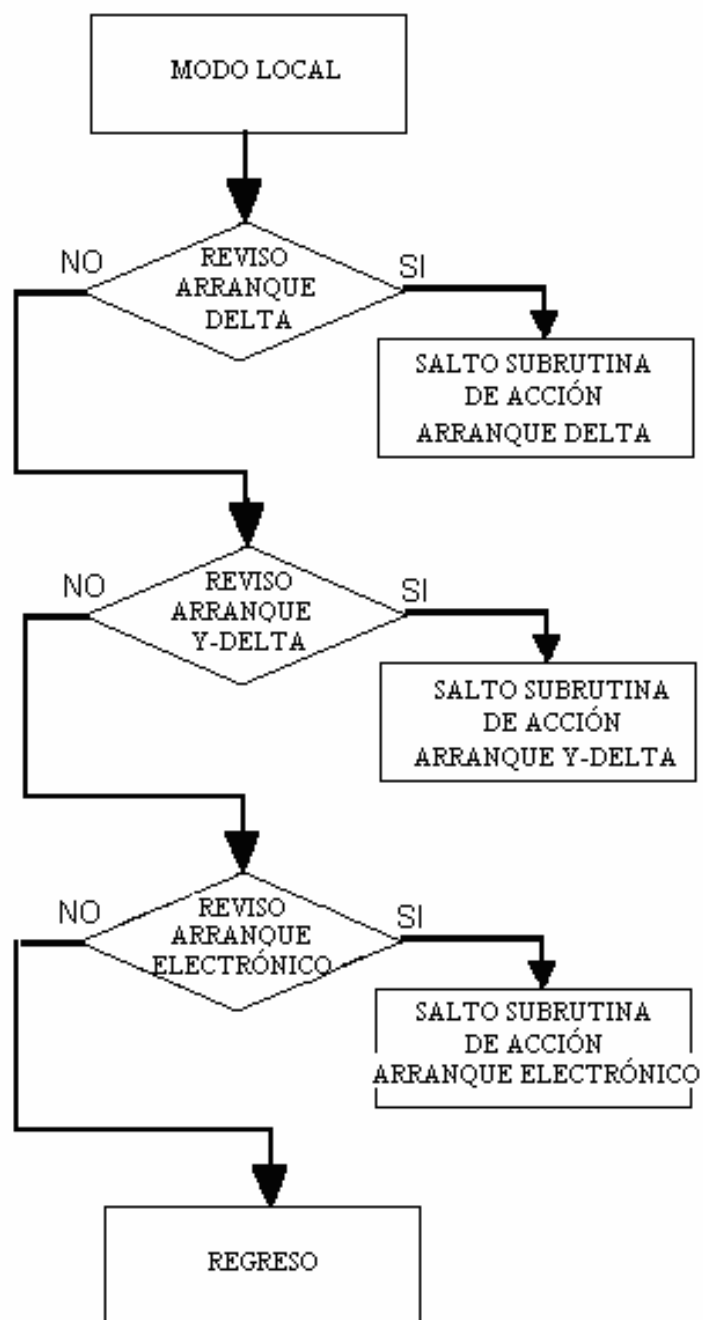 MODO LOCAL
NO
REVISO
ARRANQUE
DELTA
SI
SALTO SUBRUTINA
DE ACCIÓN
ARRANQUE DELTA
NO
REVISO
ARRANQUE
Y-DELTA
SI
SALTO SUBRUTINA
DE ACCIÓN
ARRANQUE Y-DELTA
NO
REVISO
ARRANQUE
ELECTRÓNICO
SI
SALTO SUBRUTINA
DE ACCIÓN
ARRANQUE ELECTRÓNICO
REGRESO